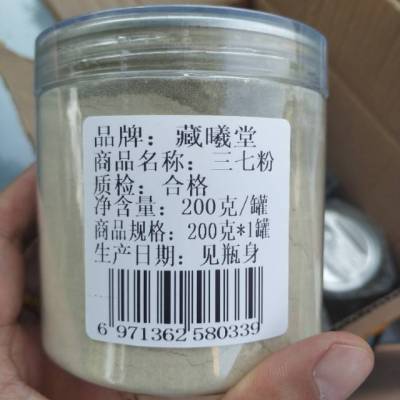 品牌：藏曦堂
商品名称：三七粉
质检：合格
净含量：200克/罐
商品规格：200克*1罐
生产日期：见瓶身
6 971362 580339